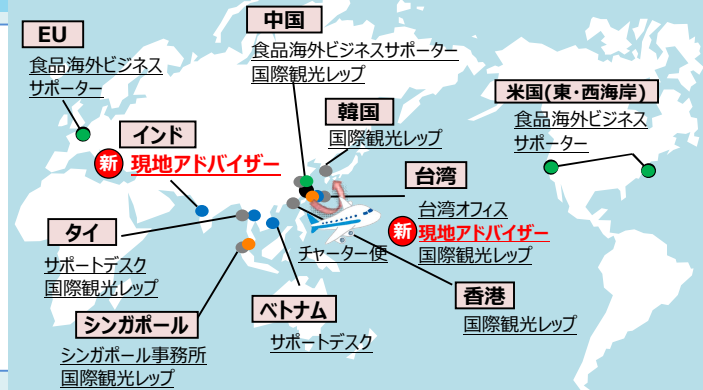 EU
食品海外ビジネス
サポーター
中国
食品海外ビジネスサポーター
国際観光レップ
韓国
国際観光レップ
米国(東・西海岸)
食品海外ビジネス
サポーター
インド
新 現地アドバイザー
台湾
台湾オフィス
新 現地アドバイザー
国際観光レップ
チャーター便
タイ
サポートデスク
国際観光レップ
香港
国際観光レップ
ベトナム
サポートデスク
シンガポール
シンガポール事務所
国際観光レップ